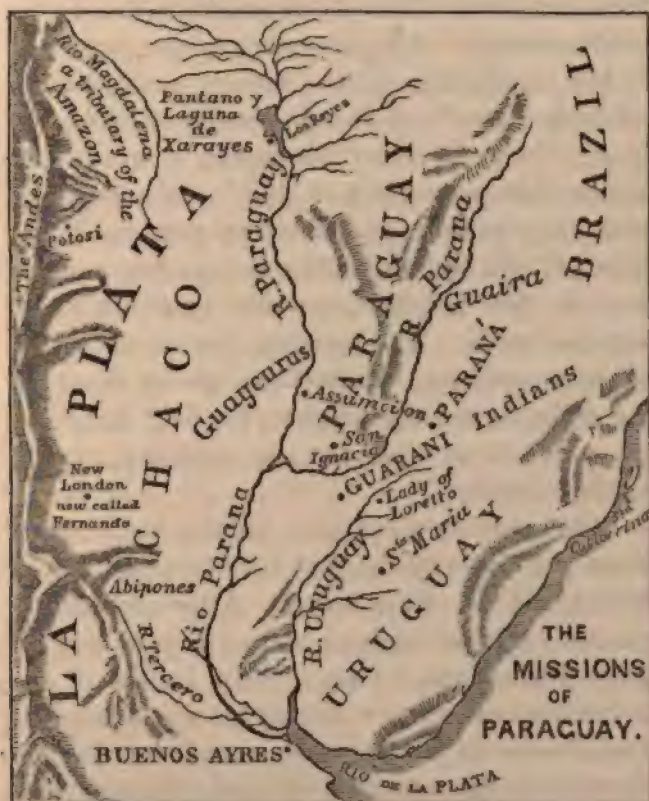 Rio Magdalena
a tributary of the
Amazon
Pantano y
Laguna
de
Xarayes
Los Reyes
BRAZIL
The Andes
Potosi
LA PLATA
CHACO
R. Paraguay
PARAGUAY
R Parana
Guaira
Guaycurus
Assumcion
PARANÁ
San
Ignacio
GUARANI Indians
New
London
now called
Fernando
Lady of
Loretto
Sta Maria
Abipones
Rio Parana
R. Uruguay
URUGUAY
R Tercero
BUENOS AYRES
RIO DE LA PLATA
THE
MISSIONS
OF
PARAGUAY.